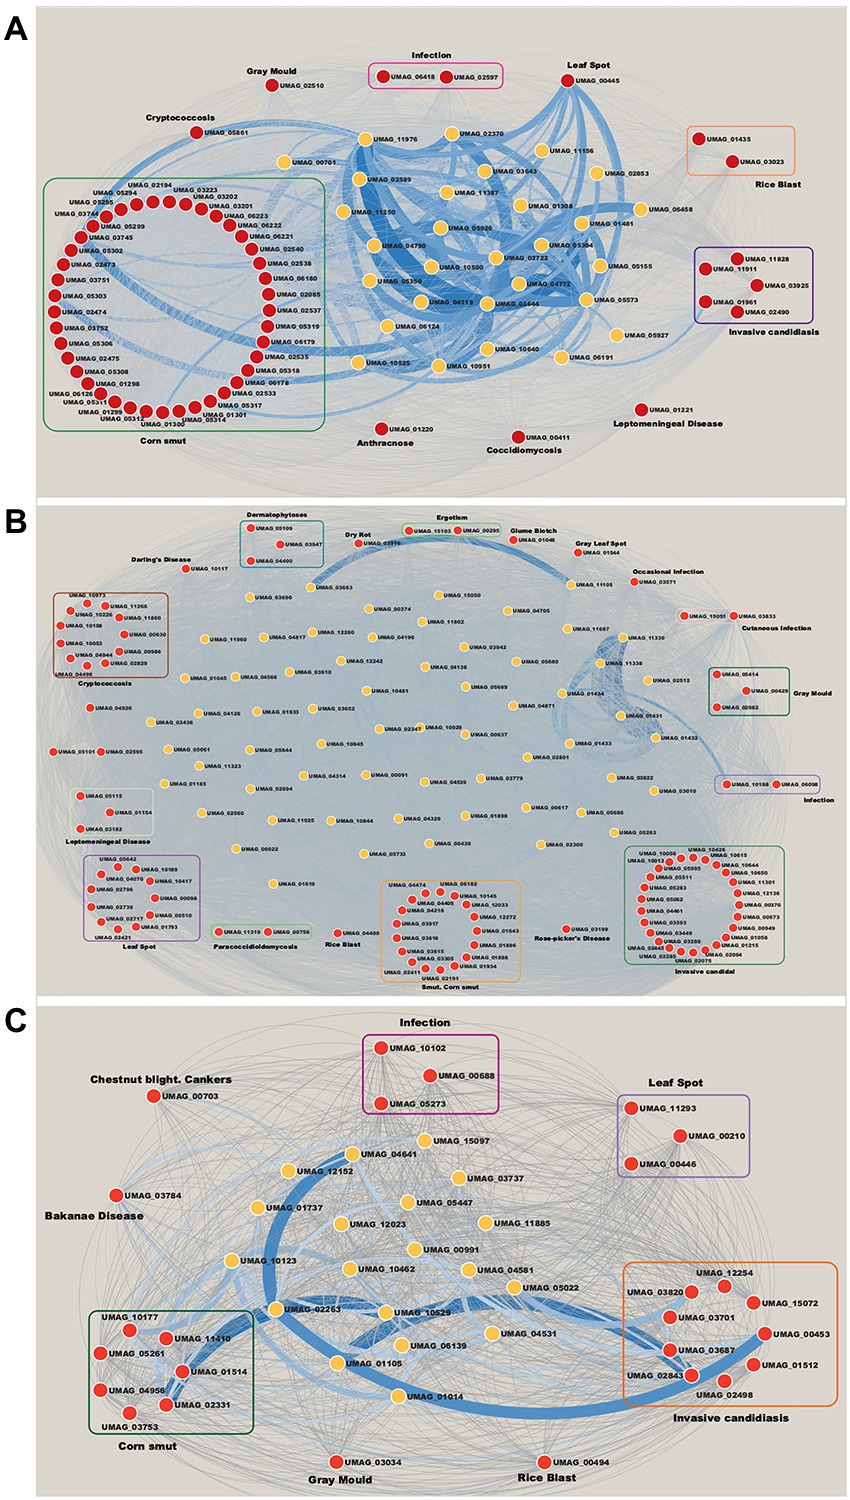 A
Infection
UMAG_06418
UMAG_02597
Leaf Spot
UMAG_00445
Gray Mould
UMAG_02510
Cryptococcosis
UMAG_05861
UMAG_11976
UMAG_02370
UMAG_11156
UMAG_01435
UMAG_03023
Rice Blast
UMAG_00701
UMAG_02589
UMAG_03643
UMAG_02853
UMAG_11387
UMAG_11250
UMAG_01308
UMAG_06458
UMAG_01481
UMAG_05926
UMAG_04790
UMAG_05394
UMAG_02722
UMAG_10500
UMAG_05155
UMAG_05350
UMAG_04772
UMAG_04119
UMAG_03644
UMAG_05573
UMAG_06124
UMAG_05927
UMAG_10640
UMAG_06191
UMAG_10525
UMAG_10951
UMAG_11828
UMAG_11911
UMAG_03925
UMAG_01961
UMAG_02490
Invasive candidiasis
UMAG_02194
UMAG_03223
UMAG_05294
UMAG_03202
UMAG_05295
UMAG_03201
UMAG_03744
UMAG_06223
UMAG_05299
UMAG_06222
UMAG_03745
UMAG_06221
UMAG_05302
UMAG_02540
UMAG_02473
UMAG_02538
UMAG_03751
UMAG_06180
UMAG_05303
UMAG_02065
UMAG_02474
UMAG_02537
UMAG_03752
UMAG_05319
UMAG_05306
UMAG_06179
UMAG_02475
UMAG_02535
UMAG_05308
UMAG_05318
UMAG_01298
UMAG_06178
UMAG_06126
UMAG_02533
UMAG_05311
UMAG_05317
UMAG_01299
UMAG_01301
UMAG_05312
UMAG_05314
UMAG_01300
Corn smut
UMAG_01220
Anthracnose
UMAG_00411
Coccidiomycosis
UMAG_01221
Leptomeningeal Disease
B
Dermatophytoses
UMAG_05109
UMAG_03947
UMAG_04400
Ergotism
UMAG_15103
UMAG_00295
Dry Rot
UMAG_03916
Glume Blotch
UMAG_01048
Gray Leaf Spot
UMAG_01544
Darling's Disease
UMAG_10117
Occasional Infection
UMAG_03571
UMAG_03663
UMAG_11105
UMAG_03690
UMAG_15050
UMAG_00374
UMAG_04705
UMAG_15051
UMAG_03833
Cutaneous Infection
UMAG_10973
UMAG_11266
UMAG_10226
UMAG_11860
UMAG_10108
UMAG_00630
UMAG_10053
UMAG_00986
UMAG_04944
UMAG_02829
UMAG_04496
Cryptococcosis
UMAG_11802
UMAG_11687
UMAG_11960
UMAG_04817
UMAG_12260
UMAG_04190
UMAG_11339
UMAG_03942
UMAG_12242
UMAG_04138
UMAG_05680
UMAG_11338
UMAG_01045
UMAG_04566
UMAG_03610
UMAG_02512
UMAG_10481
UMAG_05689
UMAG_01434
UMAG_05414
UMAG_00429
UMAG_02982
Gray Mould
UMAG_04926
UMAG_04126
UMAG_01933
UMAG_03652
UMAG_04871
UMAG_01431
UMAG_02436
UMAG_02347
UMAG_10929
UMAG_00637
UMAG_01432
UMAG_05101
UMAG_02595
UMAG_05061
UMAG_05844
UMAG_10845
UMAG_01433
UMAG_02801
UMAG_11323
UMAG_04314
UMAG_00091
UMAG_04539
UMAG_03779
UMAG_03822
UMAG_01185
UMAG_02694
UMAG_03010
UMAG_10188
UMAG_06098
Infection
UMAG_05115
UMAG_01154
UMAG_03182
Leptomeningeal Disease
UMAG_02560
UMAG_11925
UMAG_10844
UMAG_04329
UMAG_01898
UMAG_00617
UMAG_05686
UMAG_05263
UMAG_06022
UMAG_05733
UMAG_00439
UMAG_02300
UMAG_01619
UMAG_05642
UMAG_10189
UMAG_04070
UMAG_10417
UMAG_02796
UMAG_00098
UMAG_02739
UMAG_00510
UMAG_02717
UMAG_01793
UMAG_02421
Leaf Spot
UMAG_11319
UMAG_00756
Paracoccidioidomycosis
UMAG_04480
Rice Blast
UMAG_04474
UMAG_06182
UMAG_04405
UMAG_10145
UMAG_04218
UMAG_12033
UMAG_03917
UMAG_12272
UMAG_03616
UMAG_01643
UMAG_03615
UMAG_01886
UMAG_03305
UMAG_01888
UMAG_02411
UMAG_01934
UMAG_02191
Smut. Corn smut
UMAG_03199
Rose-picker's Disease
UMAG_10426
UMAG_10056
UMAG_10615
UMAG_10013
UMAG_10644
UMAG_05995
UMAG_10650
UMAG_05511
UMAG_11301
UMAG_05283
UMAG_12136
UMAG_05062
UMAG_00370
UMAG_04461
UMAG_00673
UMAG_03593
UMAG_00949
UMAG_03449
UMAG_01058
UMAG_03280
UMAG_01215
UMAG_02445
UMAG_02064
UMAG_02285
UMAG_02075
Invasive candidal
C
Infection
UMAG_10102
UMAG_00688
UMAG_05273
Chestnut blight. Cankers
UMAG_00703
Leaf Spot
UMAG_11293
UMAG_00210
UMAG_00446
UMAG_15097
UMAG_04641
UMAG_12152
UMAG_03737
UMAG_03784
Bakanae Disease
UMAG_01737
UMAG_05447
UMAG_12023
UMAG_11885
UMAG_00991
UMAG_10123
UMAG_10462
UMAG_04581
UMAG_05022
UMAG_02263
UMAG_10529
UMAG_04531
UMAG_06139
UMAG_01105
UMAG_01014
UMAG_12254
UMAG_03820
UMAG_15072
UMAG_03701
UMAG_00453
UMAG_03687
UMAG_01512
UMAG_02843
UMAG_02498
Invasive candidiasis
UMAG_10177
UMAG_11410
UMAG_05261
UMAG_01514
UMAG_04956
UMAG_02331
UMAG_03753
Corn smut
UMAG_03034
Gray Mould
UMAG_00494
Rice Blast